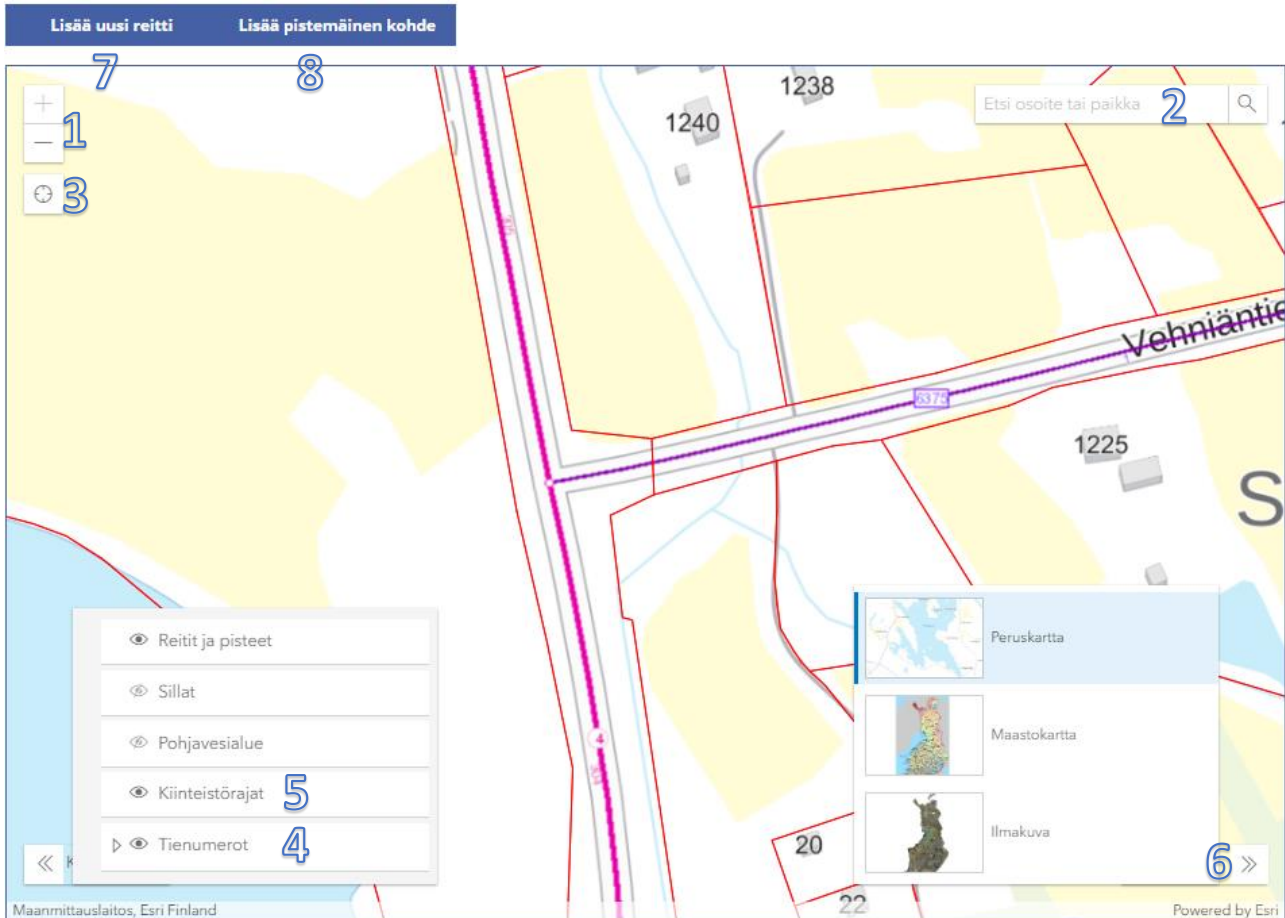 Lisää uusi reitti Lisää pistemäinen kohde
7 8
1238
1
Etsi osoite tai paikka 2
1240
3
Vehniäntie
6375
1225
S
Reitit ja pisteet
Peruskartta
Sillat
Pohjavesialue
4
Maastokartta
Kiinteistörajat 5
Tienumerot 4
Ilmakuva
20
6
K
22
Maanmittauslaitos, Esri Finland
Powered by Esri